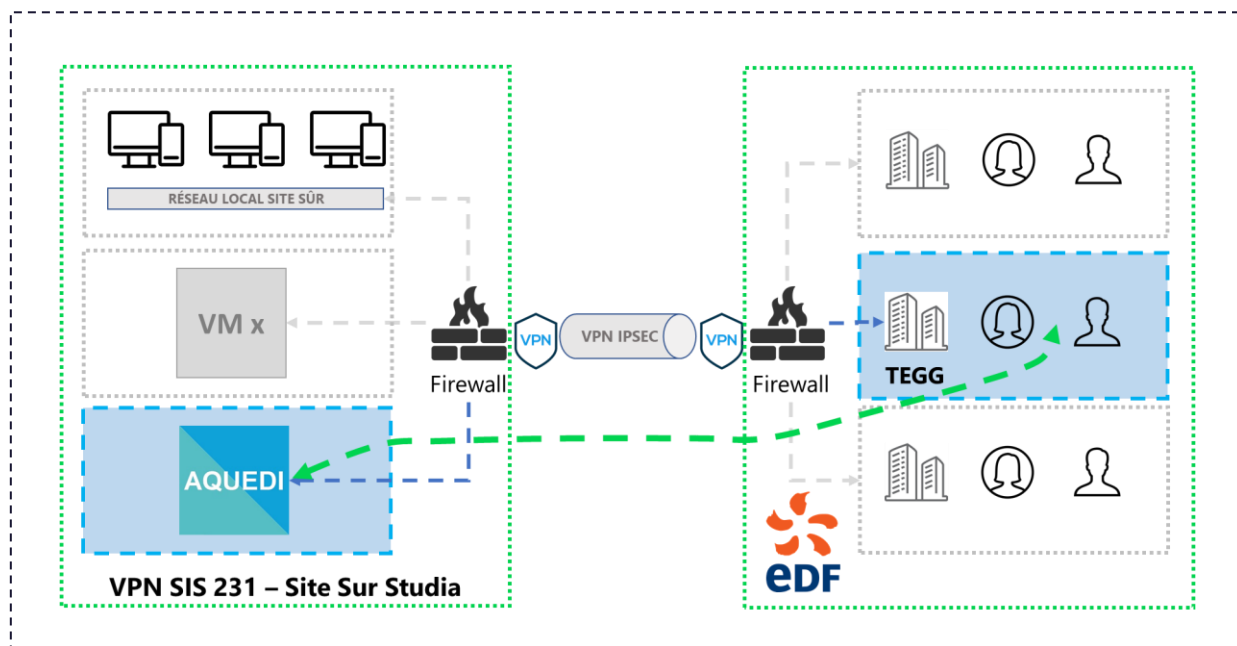 RÉSEAU LOCAL SITE SÛR
VM x
AQUEDI
Firewall
VPN
VPN IPSEC
VPN
Firewall
TEGG
eDF
VPN SIS 231 – Site Sur Studia